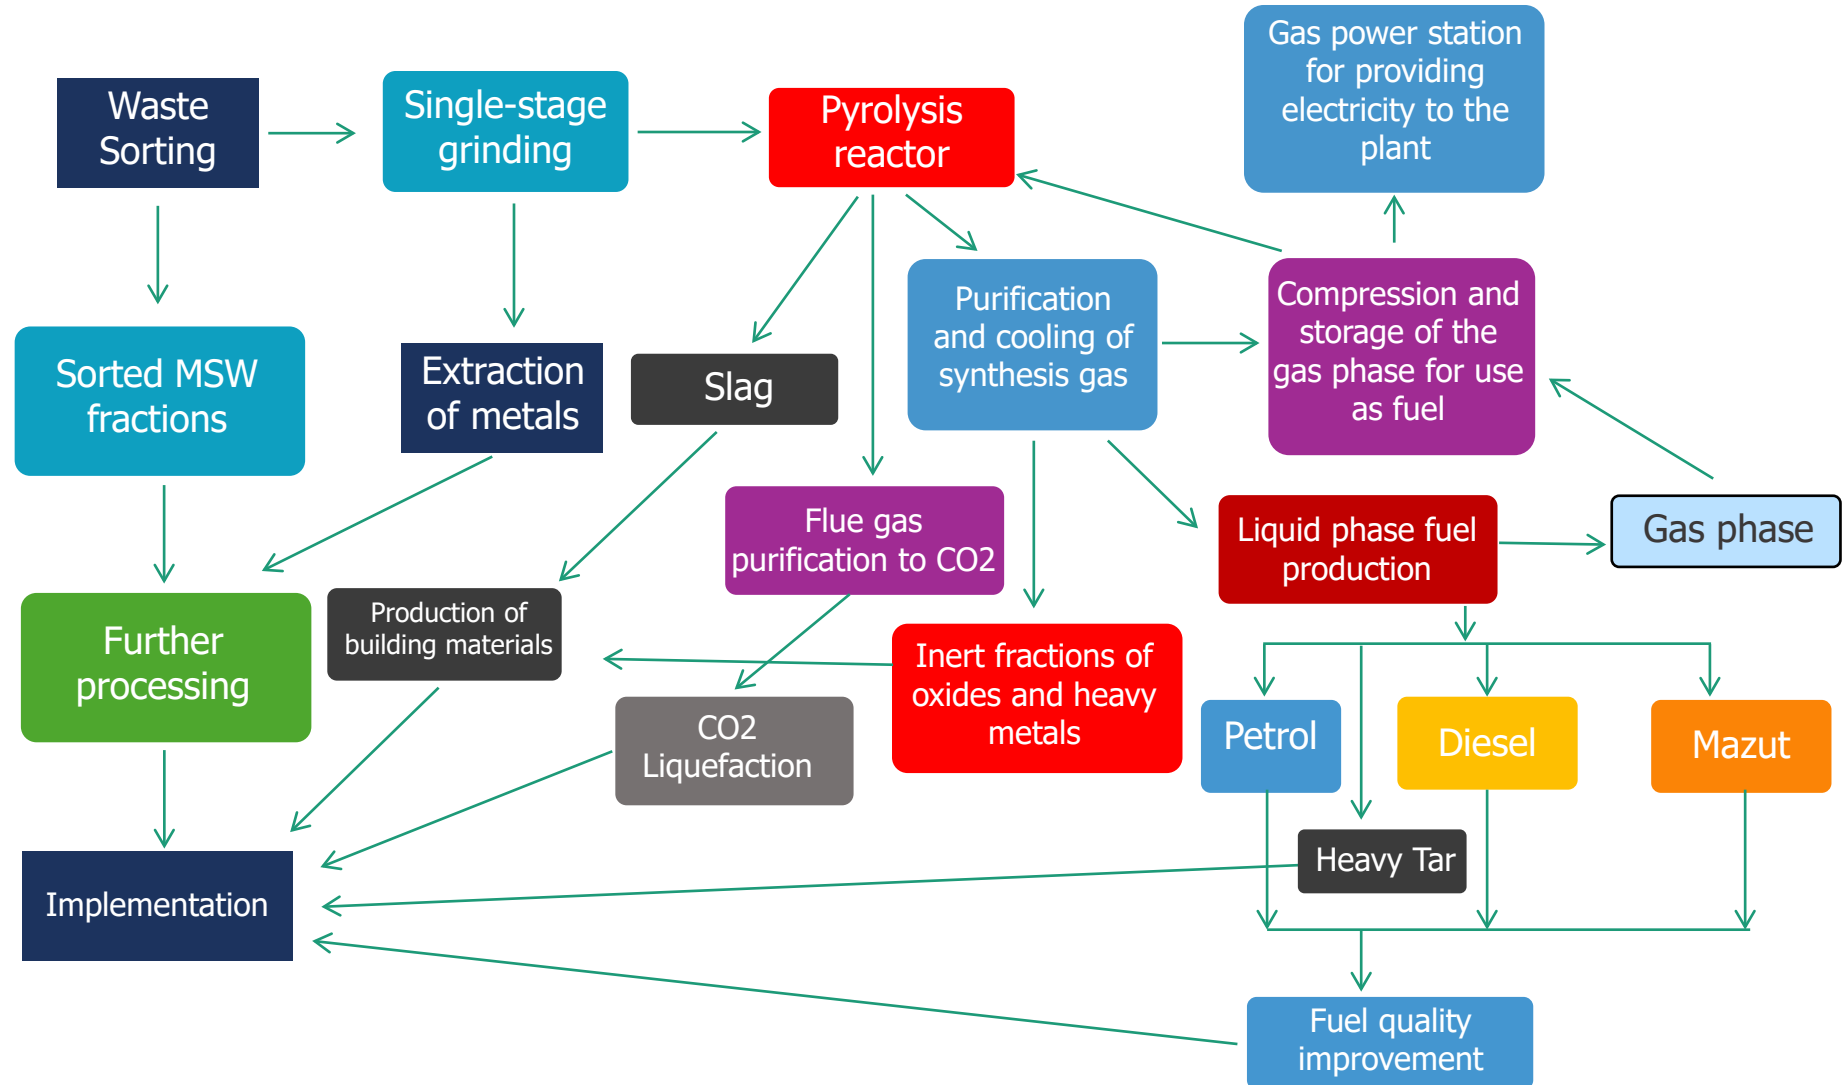 Waste
Sorting
Single-stage
grinding
Pyrolysis
reactor
Gas power station
for providing
electricity to the
plant
Sorted MSW
fractions
Extraction
of metals
Slag
Purification
and cooling of
synthesis gas
Compression and
storage of the
gas phase for use
as fuel
Flue gas
purification to CO2
Liquid phase fuel
production
Gas phase
Further
processing
Production of
building materials
Inert fractions of
oxides and heavy
metals
CO2
Liquefaction
Petrol
Diesel
Mazut
Heavy Tar
Implementation
Fuel quality
improvement